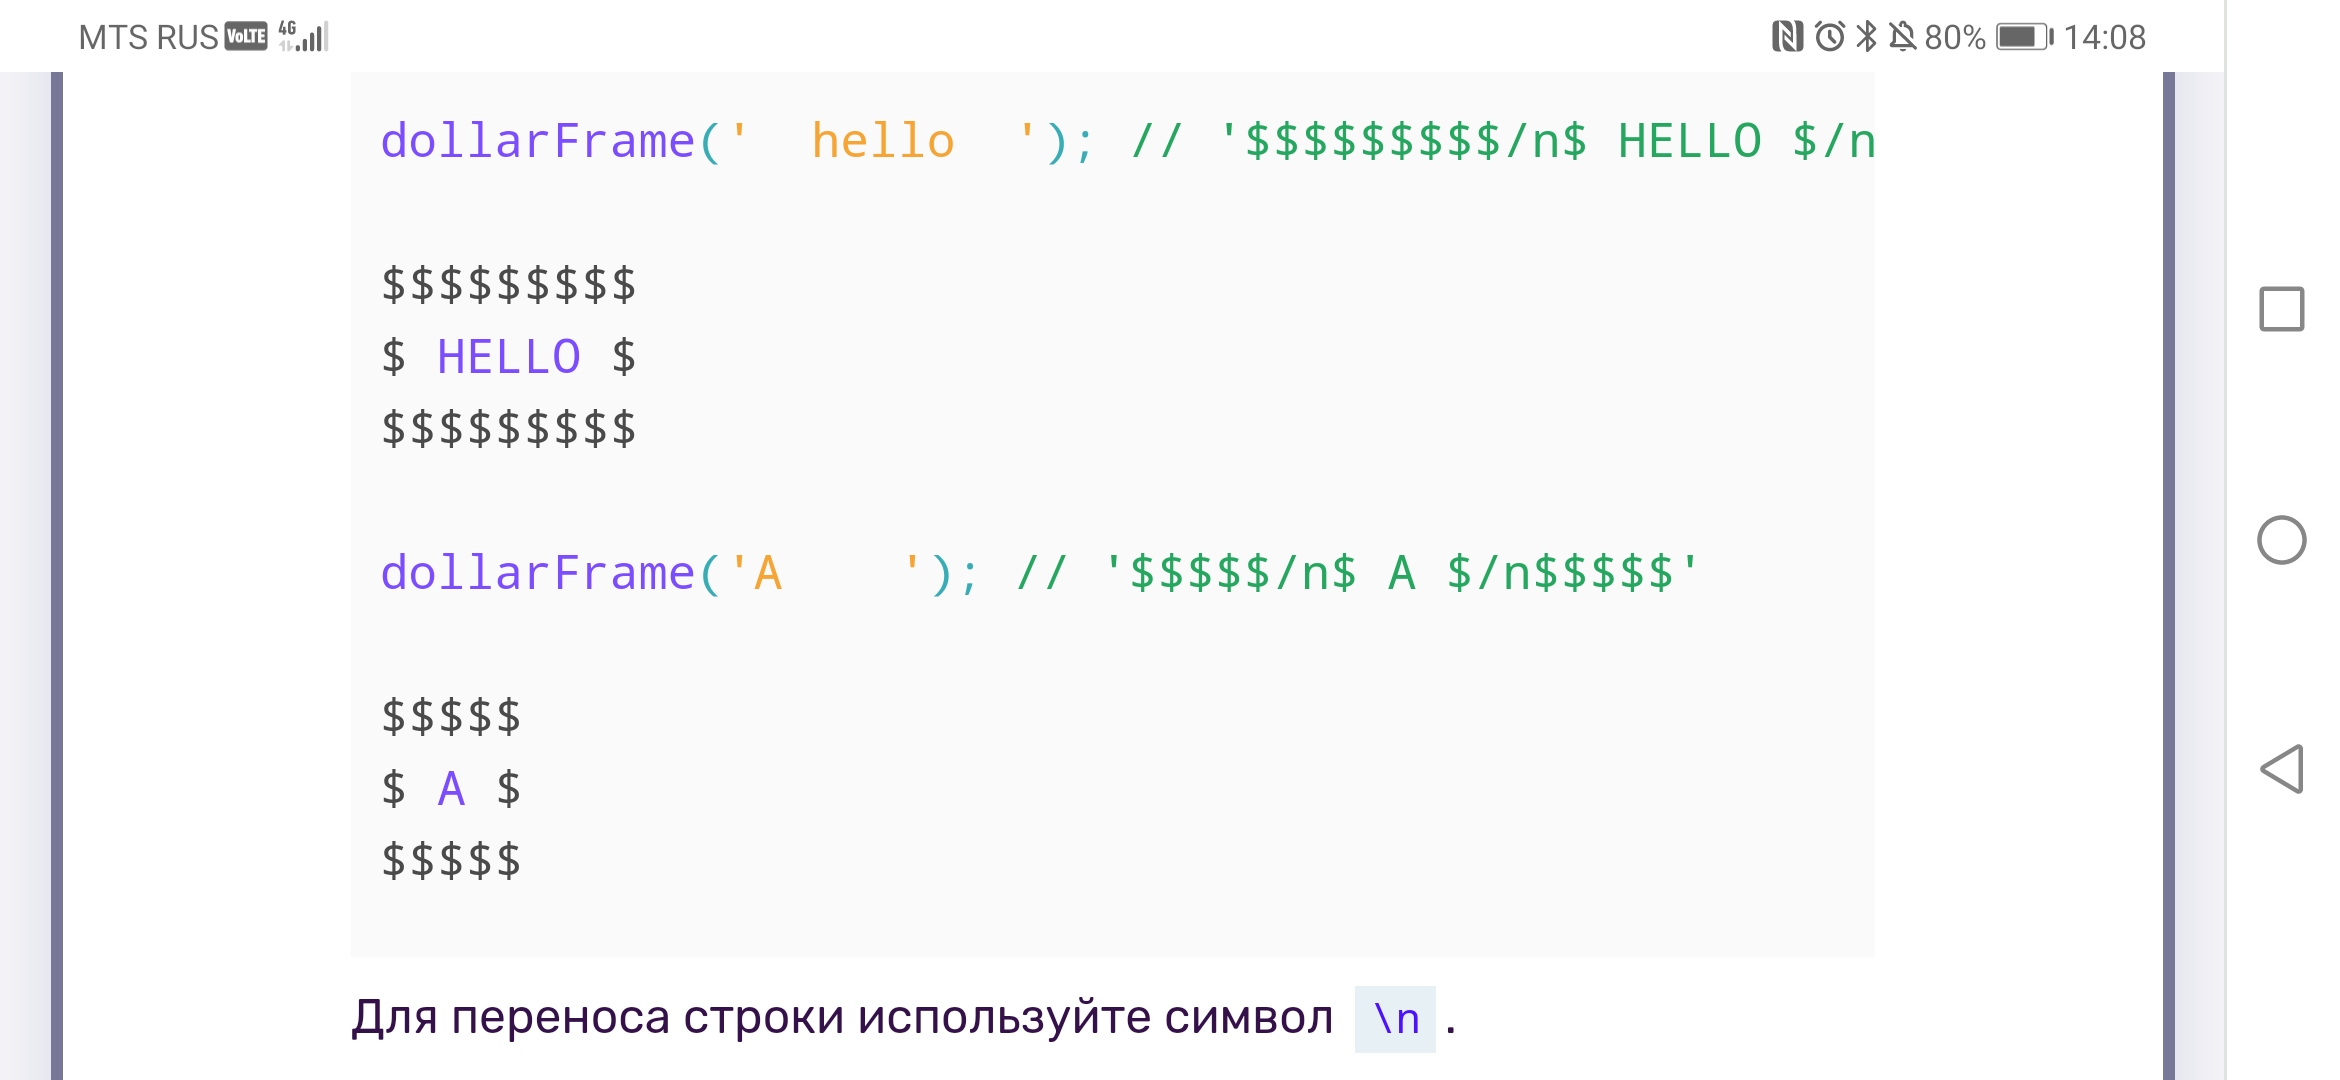 MTS RUS VoLTE 4G 80% 14:08
dollarFrame('  hello  '); // '$$$$$$$$$/n$ HELLO $/n
$$$$$$$$$
$ HELLO $
$$$$$$$$$
dollarFrame('A    '); // '$$$$$/n$ A $/n$$$$$'
$$$$$
$ A $
$$$$$
Для переноса строки используйте символ \n.